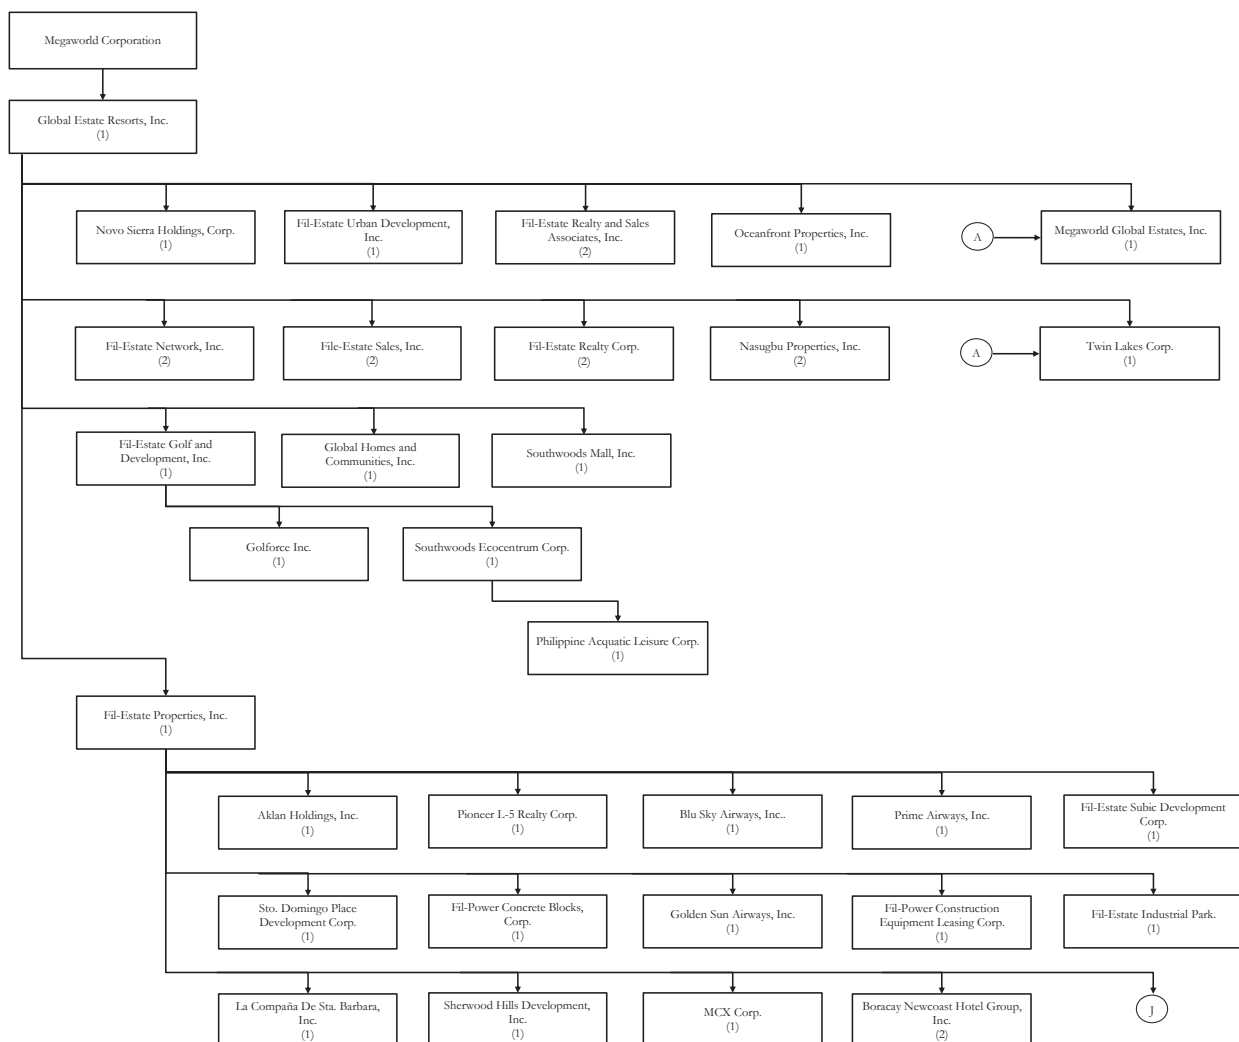 Megaworld Corporation
Global Estate Resorts, Inc.
(1)
Novo Sierra Holdings, Corp.
(1)
Fil-Estate Urban Development,
Inc.
(1)
Fil-Estate Realty and Sales
Associates, Inc.
(2)
Oceanfront Properties, Inc.
(1)
A
Megaworld Global Estates, Inc.
(1)
Fil-Estate Network, Inc.
(2)
File-Estate Sales, Inc.
(2)
Fil-Estate Realty Corp.
(2)
Nasugbu Properties, Inc.
(2)
A
Twin Lakes Corp.
(1)
Fil-Estate Golf and
Development, Inc.
(1)
Global Homes and
Communities, Inc.
(1)
Southwoods Mall, Inc.
(1)
Golforce Inc.
(1)
Southwoods Ecocentrum Corp.
(1)
Philippine Acquatic Leisure Corp.
(1)
Fil-Estate Properties, Inc.
(1)
Aklan Holdings, Inc.
(1)
Pioneer L-5 Realty Corp.
(1)
Blu Sky Airways, Inc..
(1)
Prime Airways, Inc.
(1)
Fil-Estate Subic Development
Corp.
(1)
Sto. Domingo Place
Development Corp.
(1)
Fil-Power Concrete Blocks,
Corp.
(1)
Golden Sun Airways, Inc.
(1)
Fil-Power Construction
Equipment Leasing Corp.
(1)
Fil-Estate Industrial Park.
(1)
La Compaña De Sta. Barbara,
Inc.
(1)
Sherwood Hills Development,
Inc.
(1)
MCX Corp.
(1)
Boracay Newcoast Hotel Group,
Inc.
(2)
J